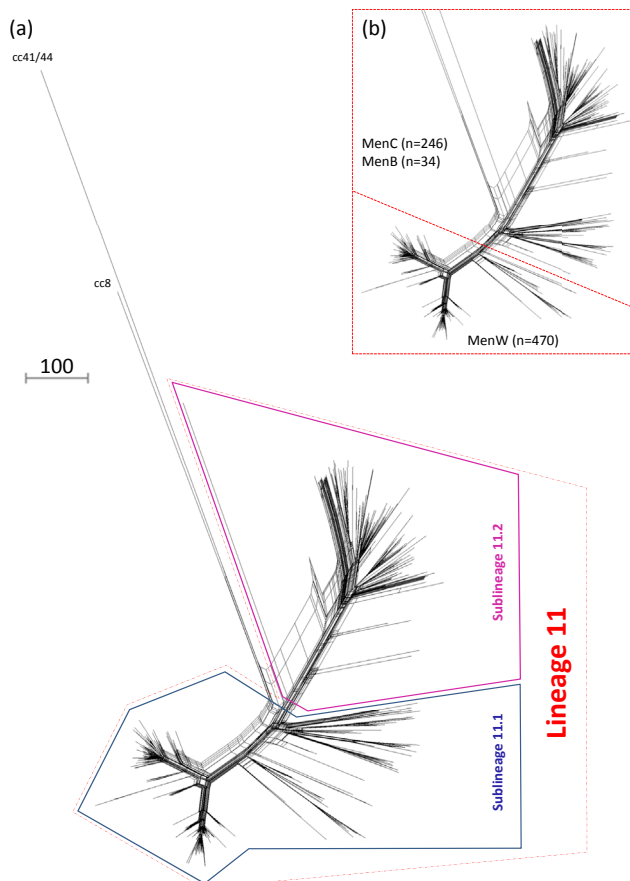 (a)
cc41/44
cc8
100
(b)
MenC (n=246)
MenB (n=34)
MenW (n=470)
Sublineage 11.2
Sublineage 11.1
Lineage 11